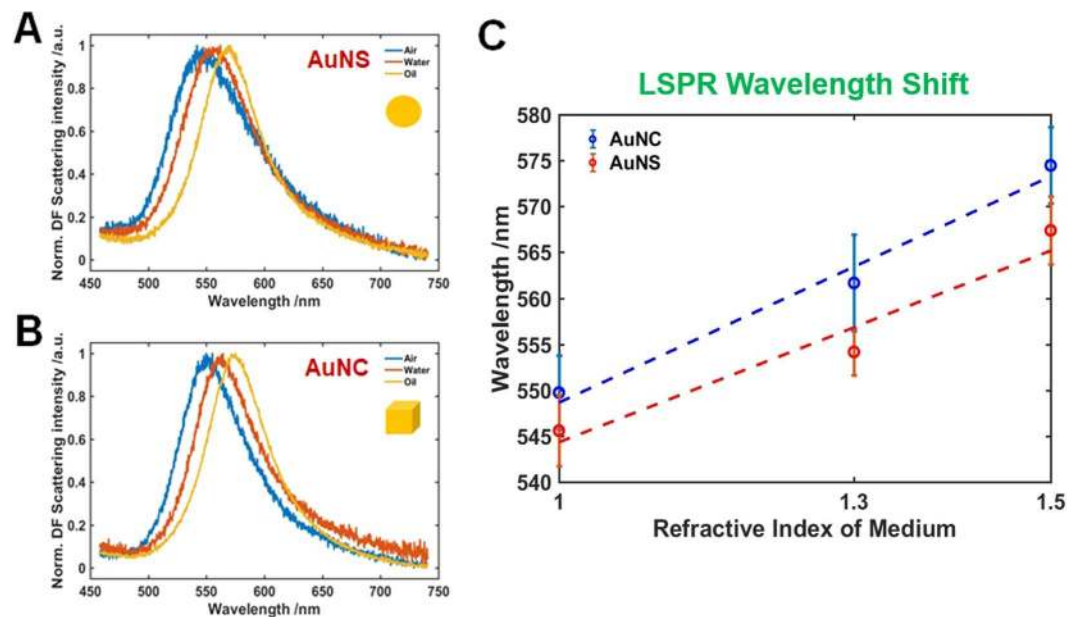 A
AuNS
Air
Water
Oil
1
0.8
0.6
0.4
0.2
0
Norm. DF Scattering intensity /a.u.
450 500 550 600 650 700 750
Wavelength /nm
B
AuNC
Air
Water
Oil
1
0.8
0.6
0.4
0.2
0
Norm. DF Scattering intensity /a.u.
450 500 550 600 650 700 750
Wavelength /nm
C
LSPR Wavelength Shift
AuNC
AuNS
580
575
570
565
560
555
550
545
540
Wavelength /nm
1 1.3 1.5
Refractive Index of Medium